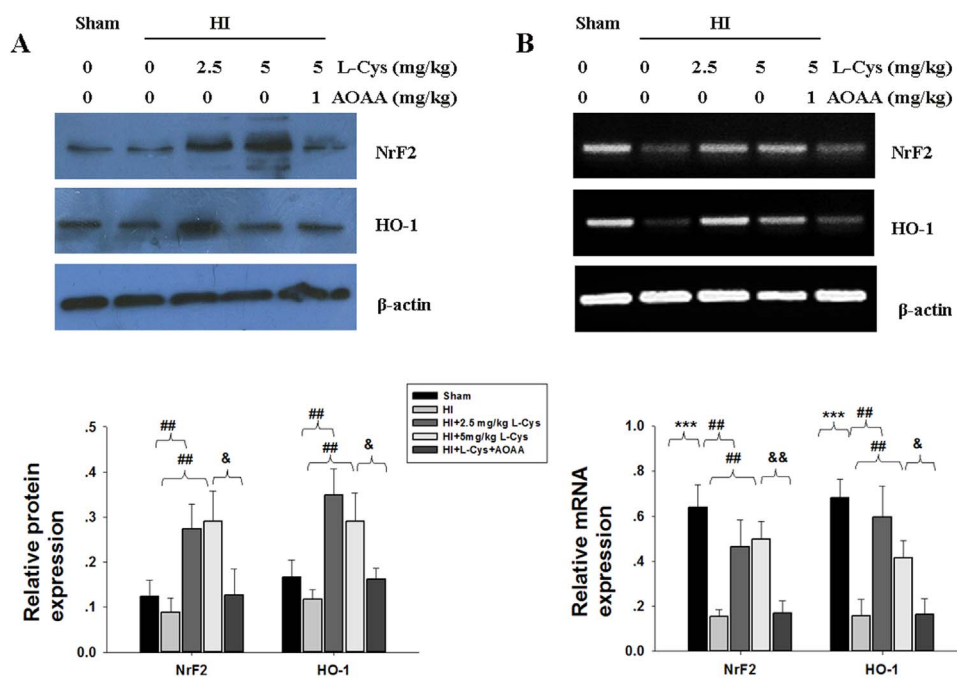 A
Sham
HI
0 0 2.5 5 5 L-Cys (mg/kg)
0 0 0 0 1 AOAA (mg/kg)
NrF2
HO-1
β-actin
B
Sham
HI
0 0 2.5 5 5 L-Cys (mg/kg)
0 0 0 0 1 AOAA (mg/kg)
NrF2
HO-1
β-actin
Sham
HI
HI+2.5 mg/kg L-Cys
HI+5mg/kg L-Cys
HI+L-Cys+AOAA
Relative protein
expression
.5
.4
.3
.2
.1
0.0
## ## &
## ## &
NrF2 HO-1
Relative mRNA
expression
1.0
.8
.6
.4
.2
0.0
*** ## ## &&
*** ## ## &
NrF2 HO-1